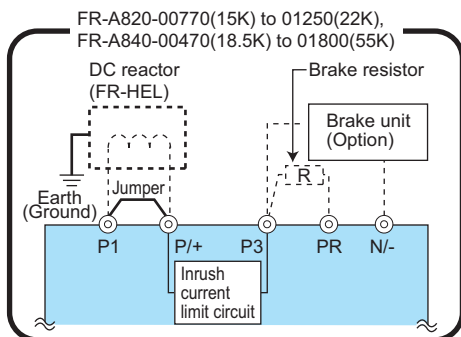 FR-A820-00770(15K) to 01250(22K),
FR-A840-00470(18.5K) to 01800(55K)
DC reactor
(FR-HEL)
Brake resistor
Brake unit
(Option)
R
Earth
(Ground)
Jumper
P1
P/+
P3
PR
N/-
Inrush
current
limit circuit